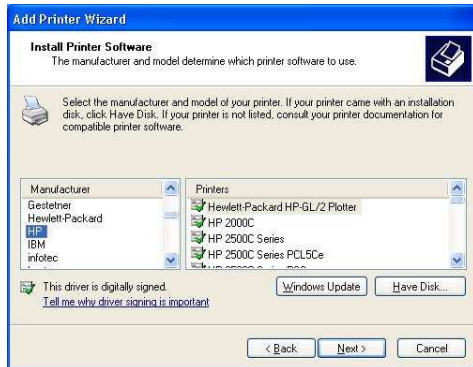 Add Printer Wizard
Install Printer Software
The manufacturer and model determine which printer software to use.
Select the manufacturer and model of your printer. If your printer came with an installation
disk, click Have Disk. If your printer is not listed, consult your printer documentation for
compatible printer software.
Manufacturer
Gestetner
Hewlett-Packard
HP
IBM
infotec
Printers
Hewlett-Packard HP-GL/2 Plotter
HP 2000C
HP 2500C Series
HP 2500C Series PCL5Ce
This driver is digitally signed.
Tell me why driver signing is important
Windows Update
Have Disk...
< Back
Next >
Cancel